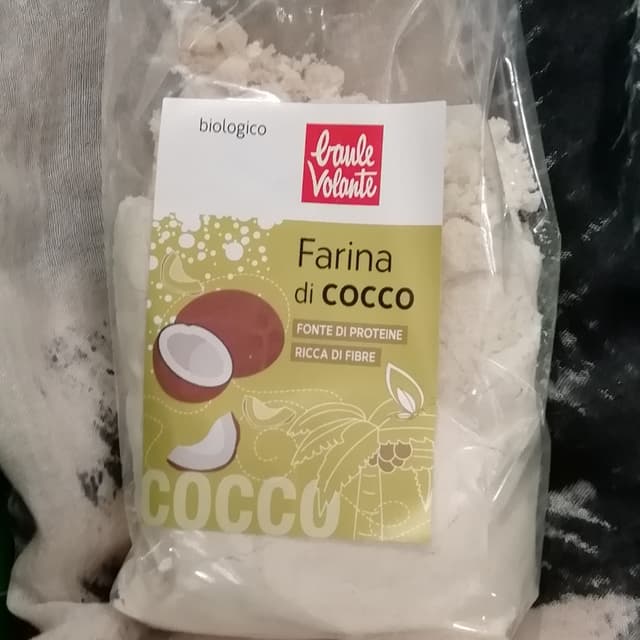 biologico
baule
volante
Farina
di cocco
FONTE DI PROTEINE
RICCA DI FIBRE
COCCO